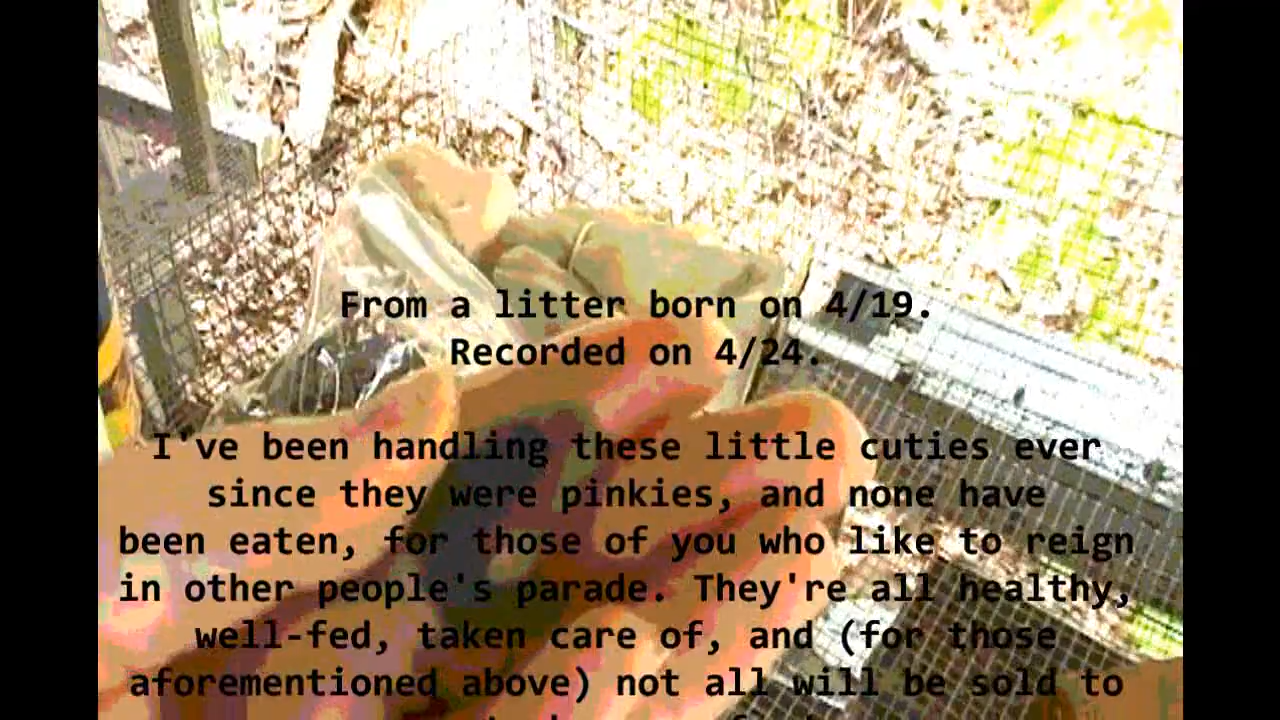 From a litter born on 4/19.
Recorded on 4/24.
I've been handling these little cuties ever
since they were pinkies, and none have
been eaten, for those of you who like to reign
in other people's parade. They're all healthy,
well-fed, taken care of, and (for those
aforementioned above) not all will be sold to